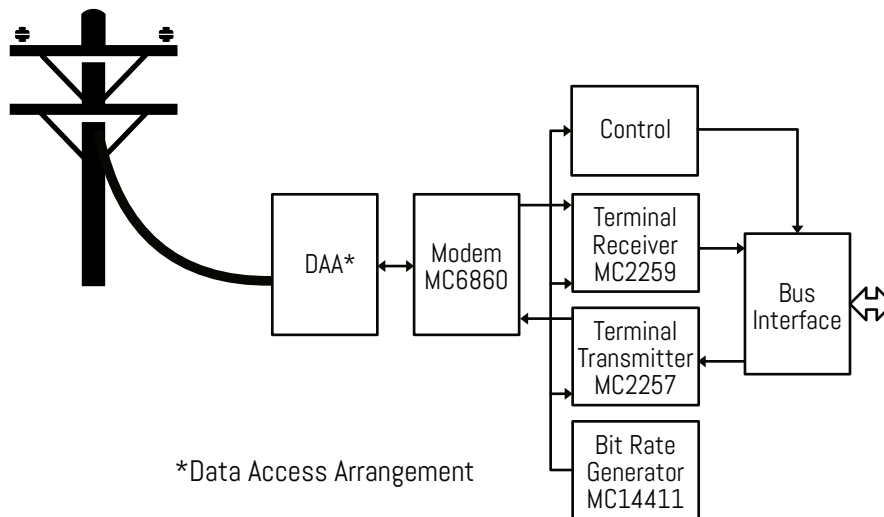 Control
Terminal
Receiver
MC2259
DAA*
Modem
MC6860
Bus
Interface
Terminal
Transmitter
MC2257
Bit Rate
Generator
MC14411
*Data Access Arrangement